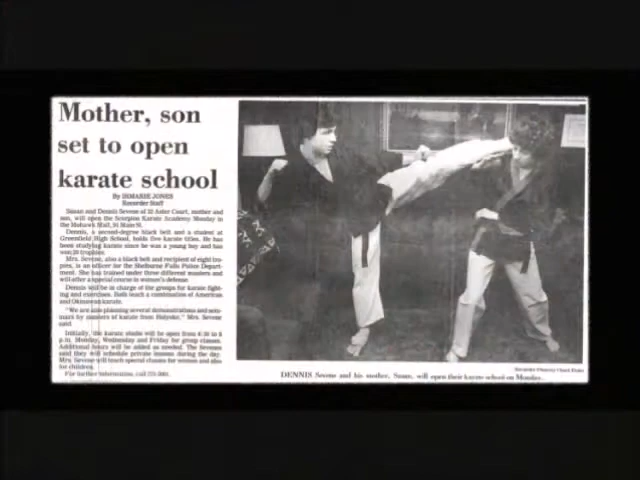 Mother, son
set to open
karate school
By DIMARIE JONES
Recorder Staff
Susan and Dennis Sevene of 22 Aster Court, mother and
son, will open the Scorpion Karate Academy Monday in
the Mohawk Mall, 91 Main St.
Dennis, a second-degree black belt and a student at
Greenfield High School, holds five karate titles. He has
been studying karate since he was a young boy and has
won 20 trophies.
Mrs. Sevene, also a black belt and recipient of eight tro-
phies, is an officer for the Shelburne Falls Police Depart-
ment. She has trained under three different masters and
will offer a special course in women's defense.
Dennis will be in charge of the groups for karate fight-
ing and exercises. Both teach a combination of American
and Okinawan karate.
"We are also planning several demonstrations and sem-
inars by masters of karate from Holyoke," Mrs. Sevene
said.
Initially, the karate studio will be open from 6:30 to 8
p.m. Monday, Wednesday and Friday for group classes.
Additional hours will be added as needed. The Sevenes
said they will schedule private lessons during the day.
Mrs. Sevene will teach special classes for women and also
for children.
For further information, call
Recorder Photo by
DENNIS Sevene and his mother, Susan, will open their karate school on Monday.